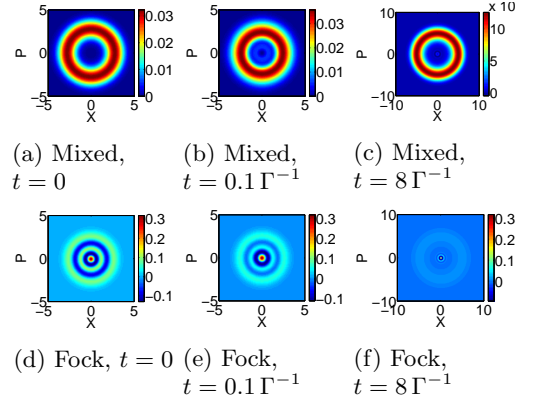 5
0
−5
P
−5 0 5
X
0.03
0.02
0.01
0
5
0
−5
P
−5 0 5
X
0.03
0.02
0.01
0
10
0
−10
P
−10 0 10
X
x 10
10
5
0
(a) Mixed,
t = 0
(b) Mixed,
t = 0.1 Γ−1
(c) Mixed,
t = 8 Γ−1
5
0
−5
P
−5 0 5
X
0.3
0.2
0.1
0
−0.1
5
0
−5
P
−5 0 5
X
0.3
0.2
0.1
0
−0.1
10
0
−10
P
−10 0 10
X
0.3
0.2
0.1
0
(d) Fock, t = 0
(e) Fock,
t = 0.1 Γ−1
(f) Fock,
t = 8 Γ−1